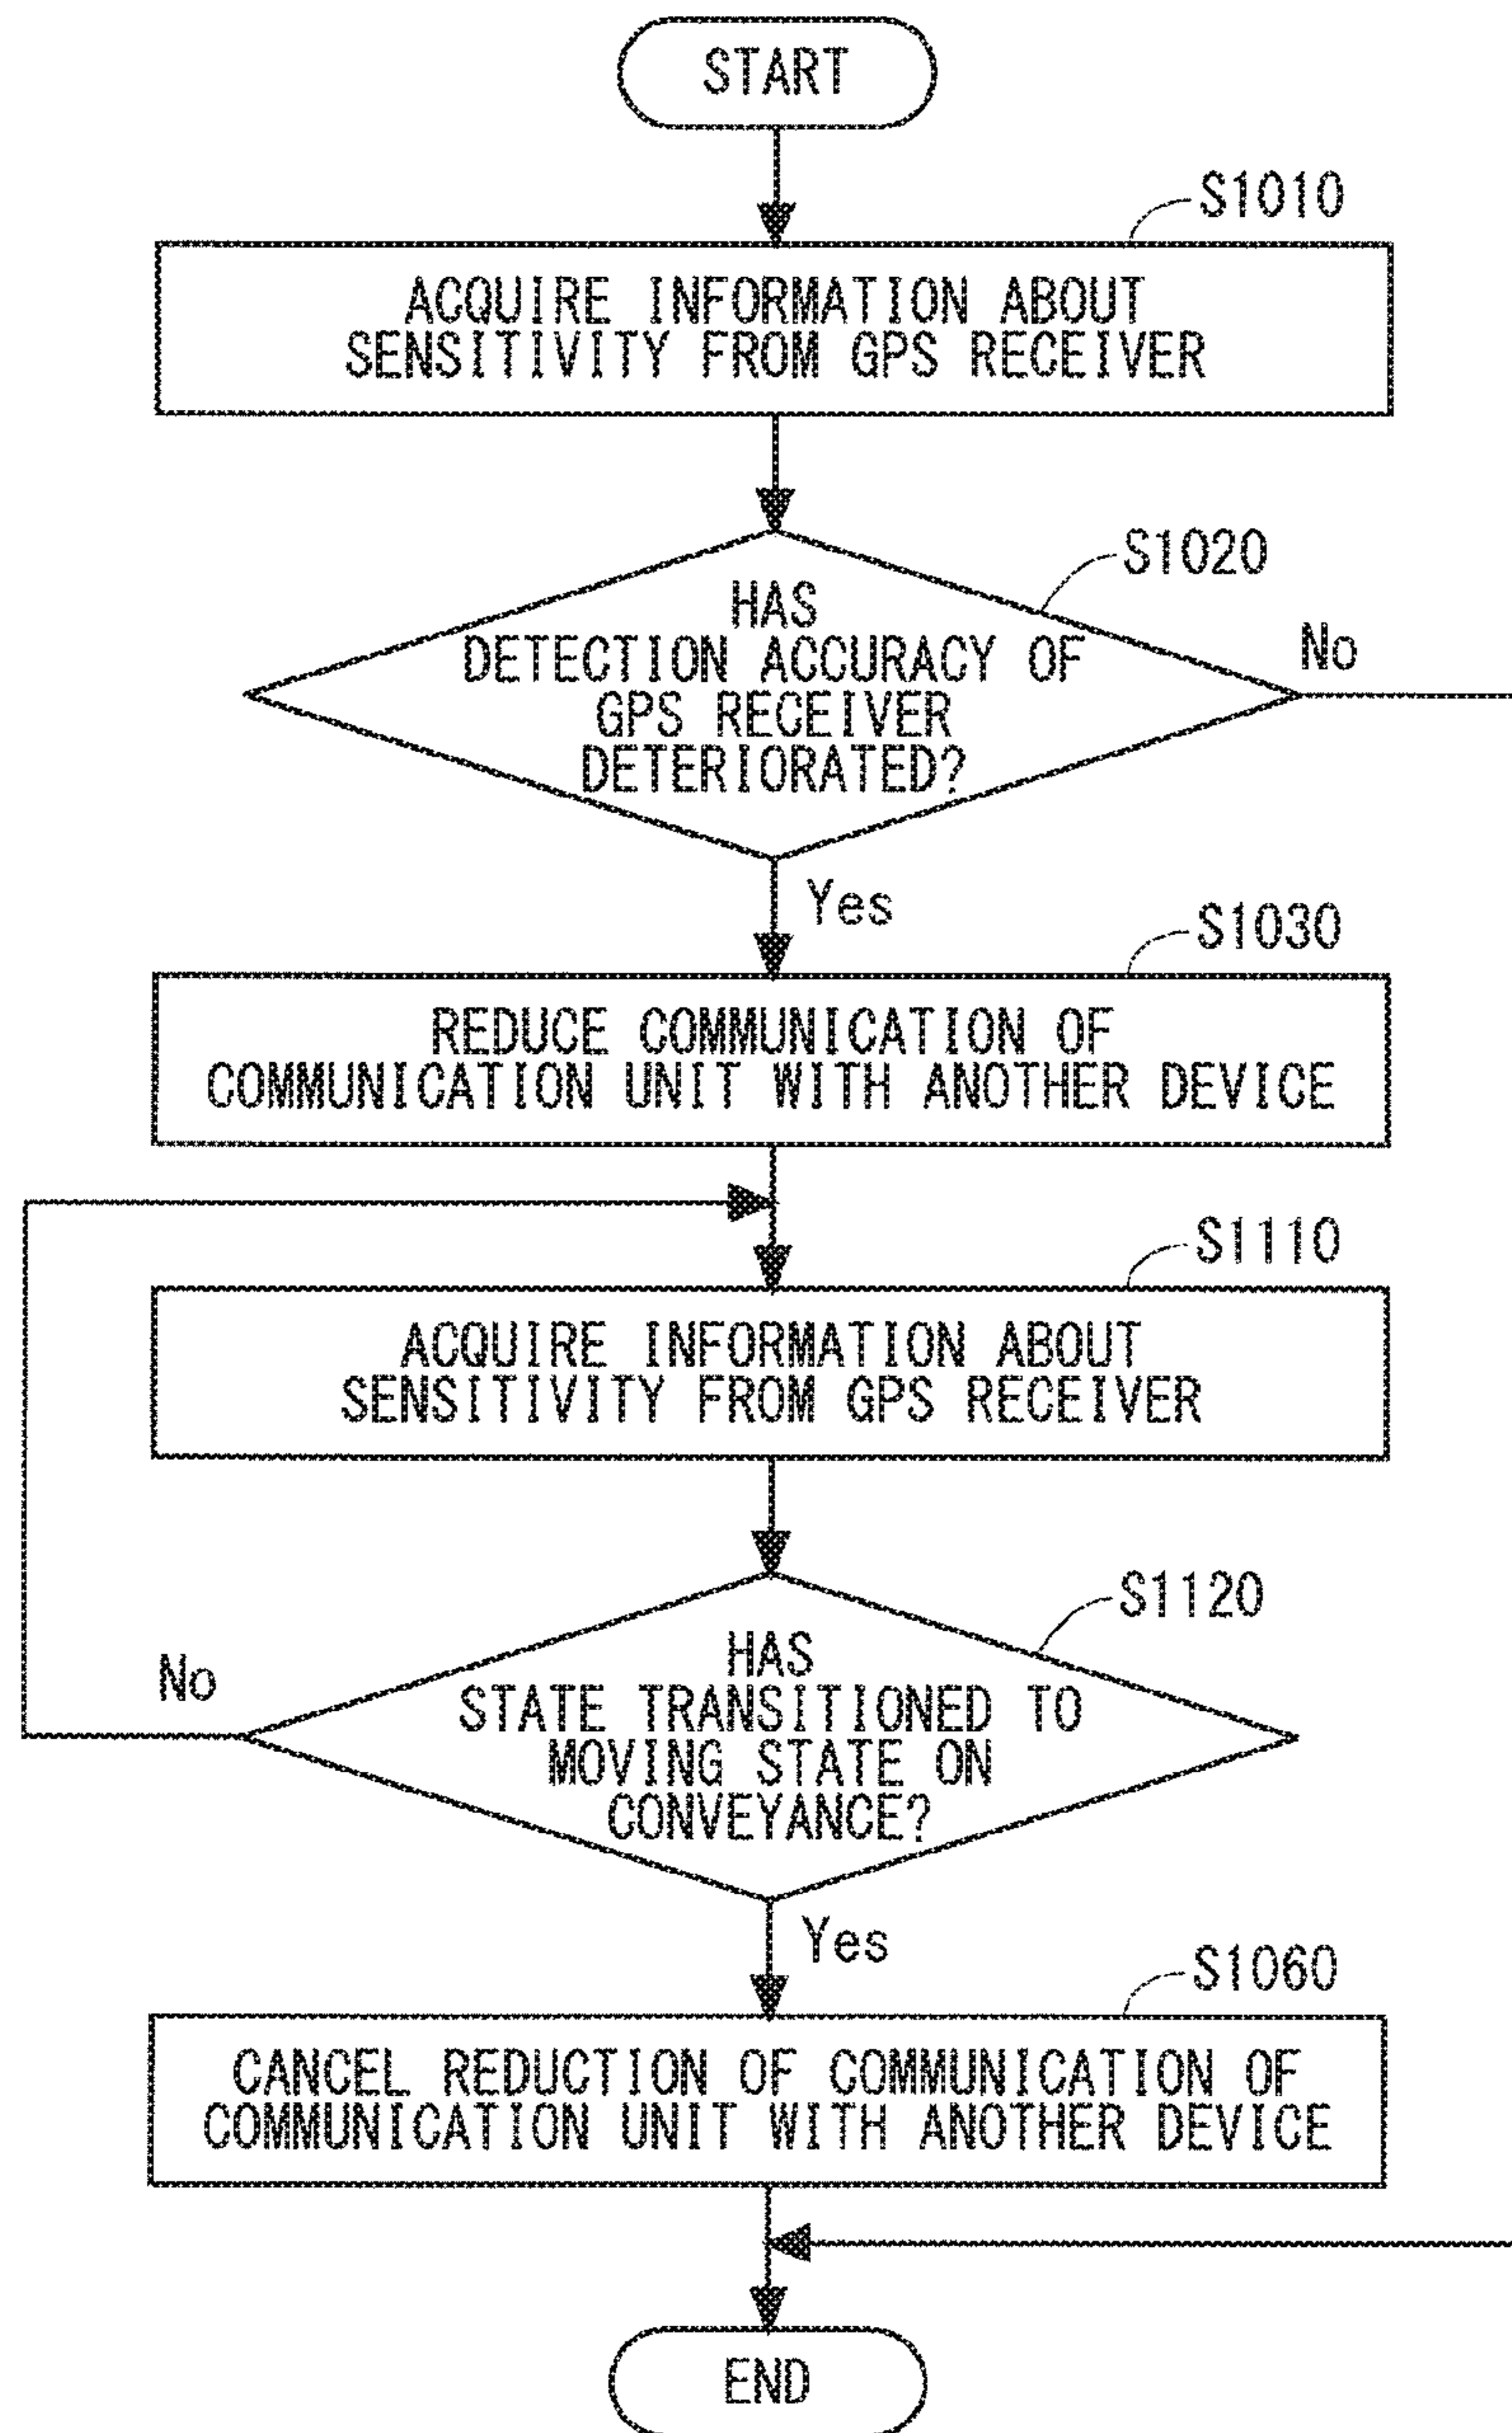 START
S1010
ACQUIRE INFORMATION ABOUT
SENSITIVITY FROM GPS RECEIVER
S1020
HAS
DETECTION ACCURACY OF
GPS RECEIVER
DETERIORATED?
No
Yes
S1030
REDUCE COMMUNICATION OF
COMMUNICATION UNIT WITH ANOTHER DEVICE
S1110
ACQUIRE INFORMATION ABOUT
SENSITIVITY FROM GPS RECEIVER
S1120
HAS
STATE TRANSITIONED TO
MOVING STATE ON
CONVEYANCE?
No
Yes
S1060
CANCEL REDUCTION OF COMMUNICATION OF
COMMUNICATION UNIT WITH ANOTHER DEVICE
END